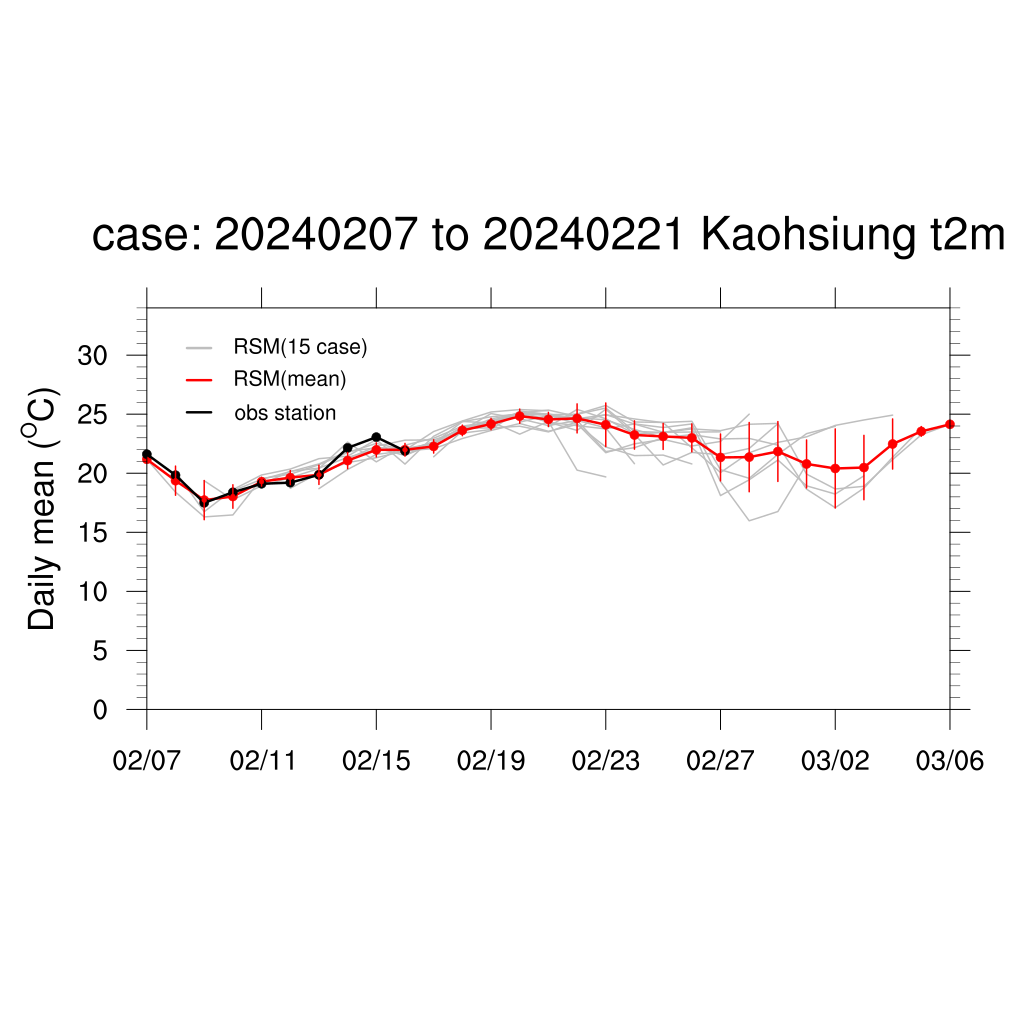 case: 20240207 to 20240221 Kaohsiung t2m
RSM(15 case)
RSM(mean)
obs station
Daily mean (°C)
30
25
20
15
10
5
0
02/07 02/11 02/15 02/19 02/23 02/27 03/02 03/06